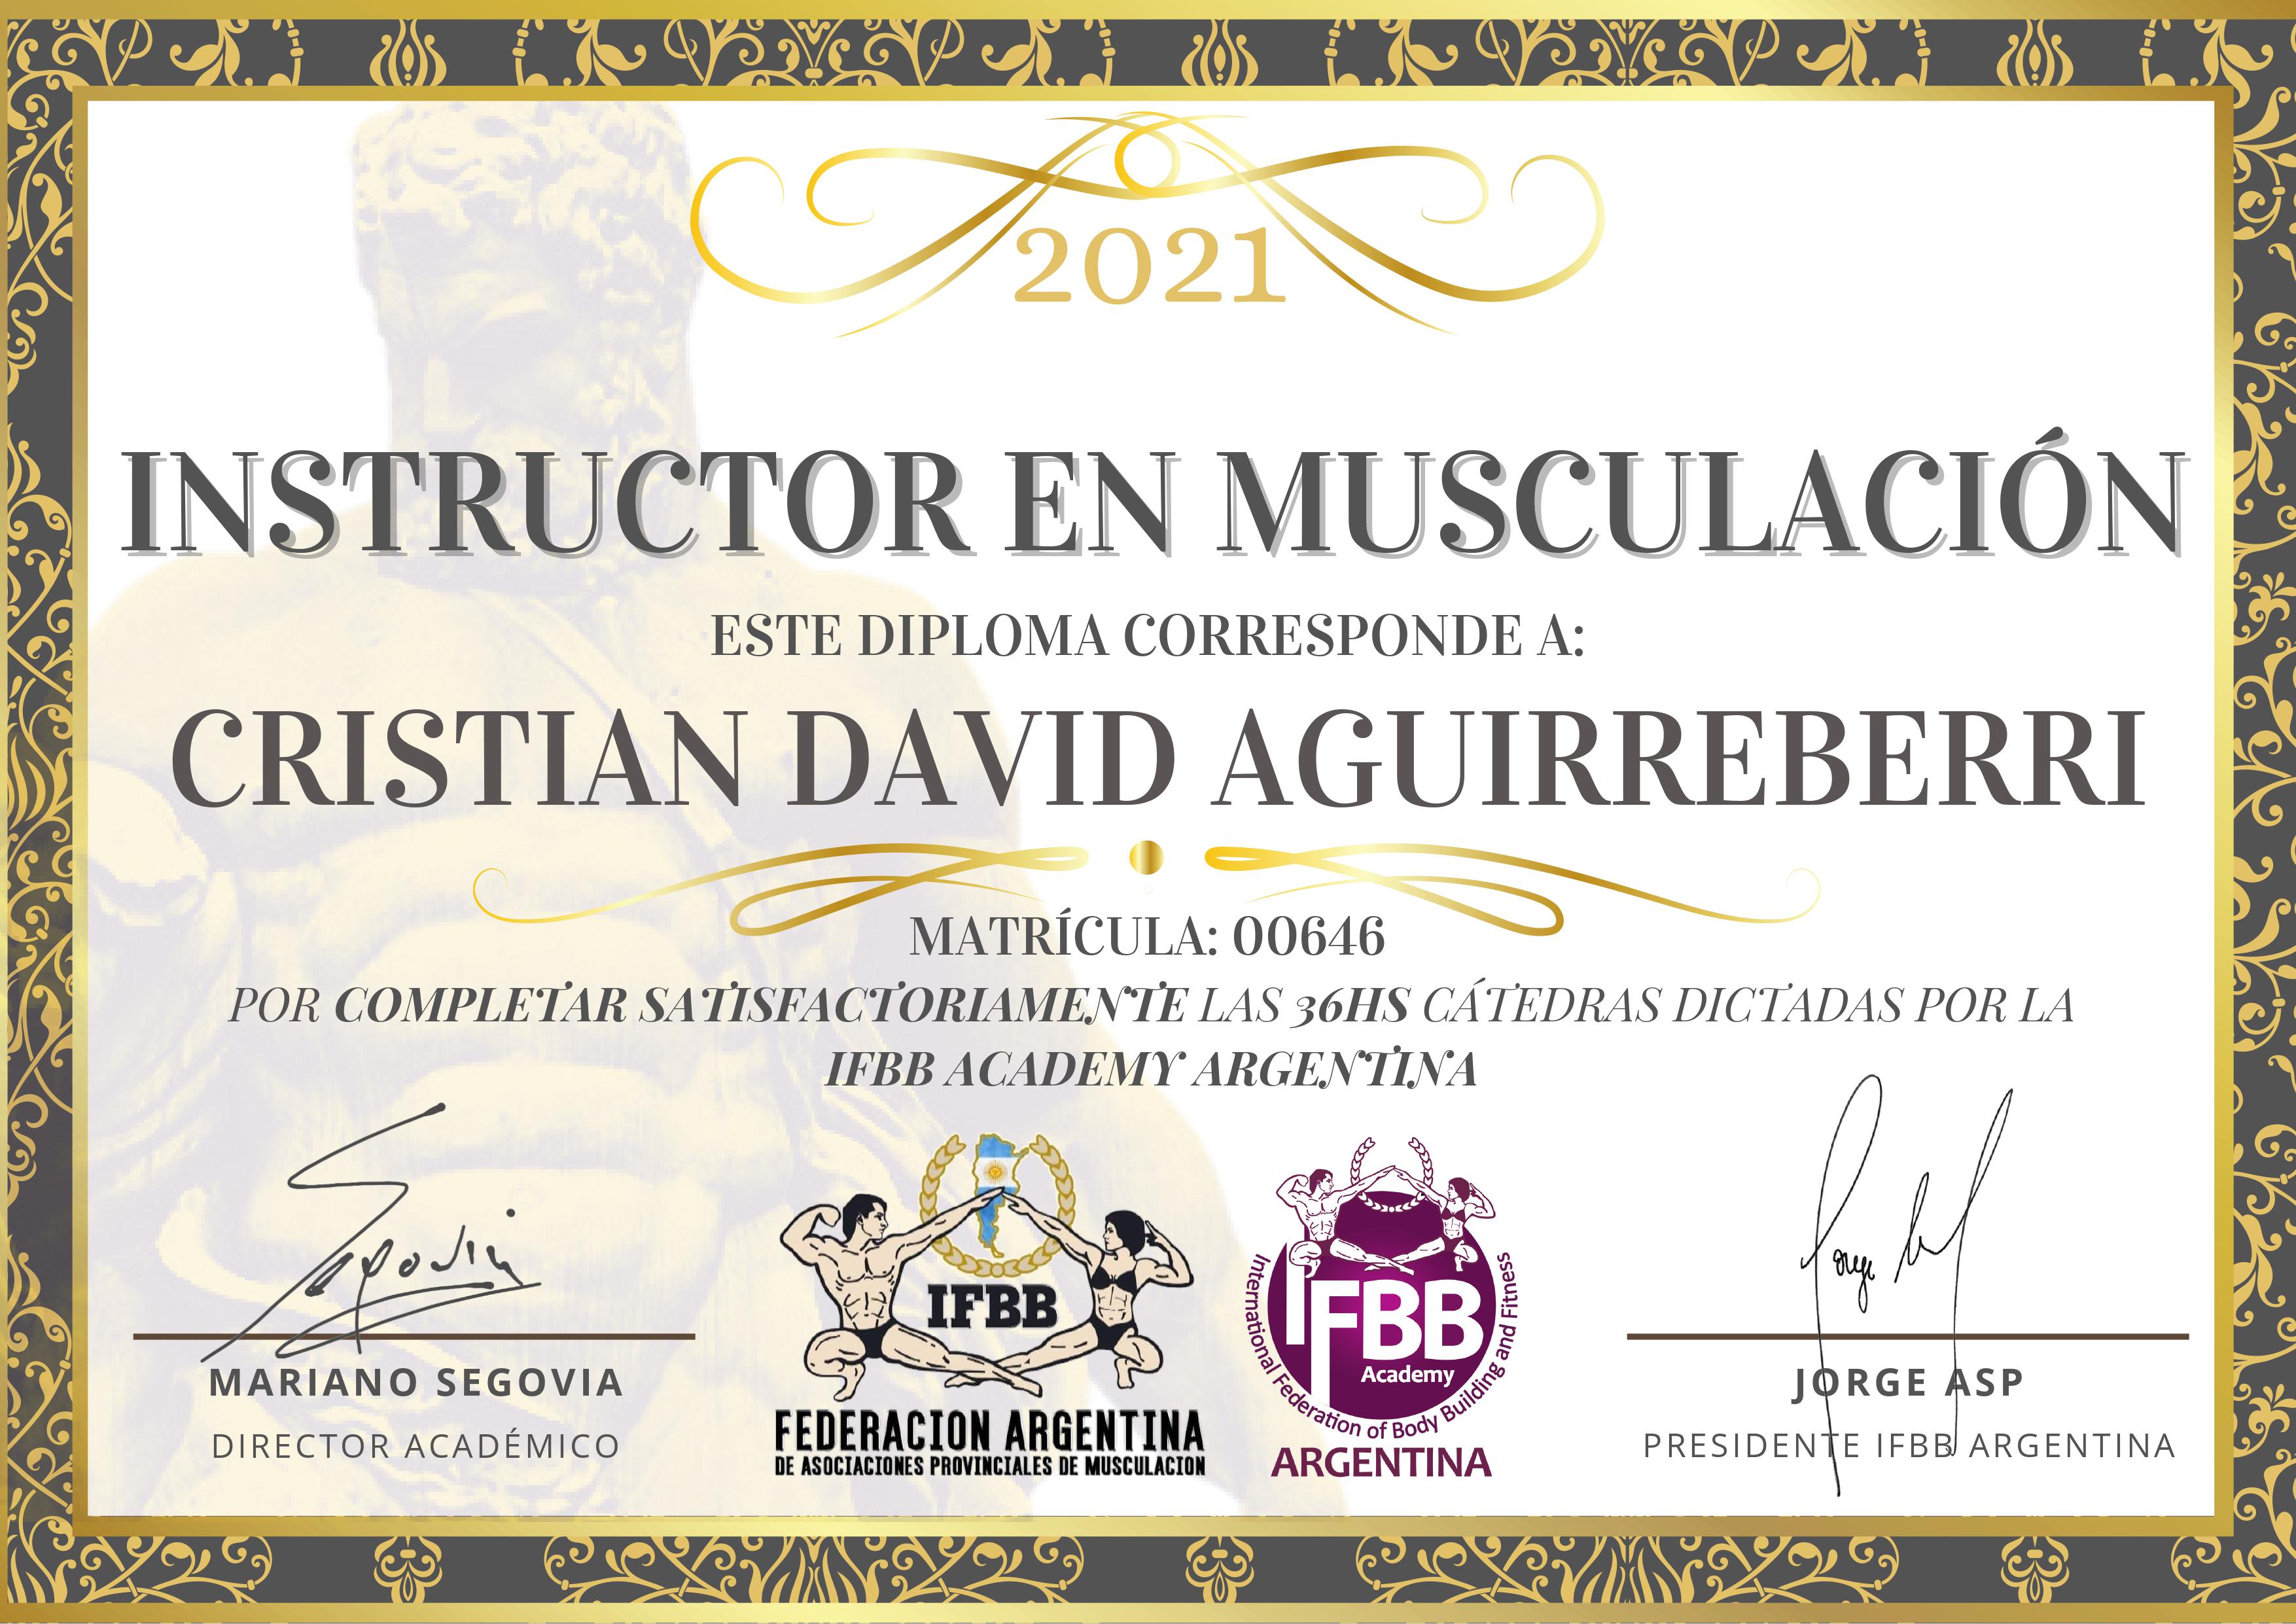 2021
INSTRUCTOR EN MUSCULACIÓN
ESTE DIPLOMA CORRESPONDE A:
CRISTIAN DAVID AGUIRREBERRI
MATRÍCULA: 00646
POR COMPLETAR SATISFACTORIAMENTE LAS 36HS CÁTEDRAS DICTADAS POR LA
IFBB ACADEMY ARGENTINA
Segovia
MARIANO SEGOVIA
DIRECTOR ACADÉMICO
IFBB
FEDERACION ARGENTINA
DE ASOCIACIONES PROVINCIALES DE MUSCULACION
IFBB
Academy
International Federation of Body Building and Fitness
ARGENTINA
Jorge
JORGE ASP
PRESIDENTE IFBB ARGENTINA